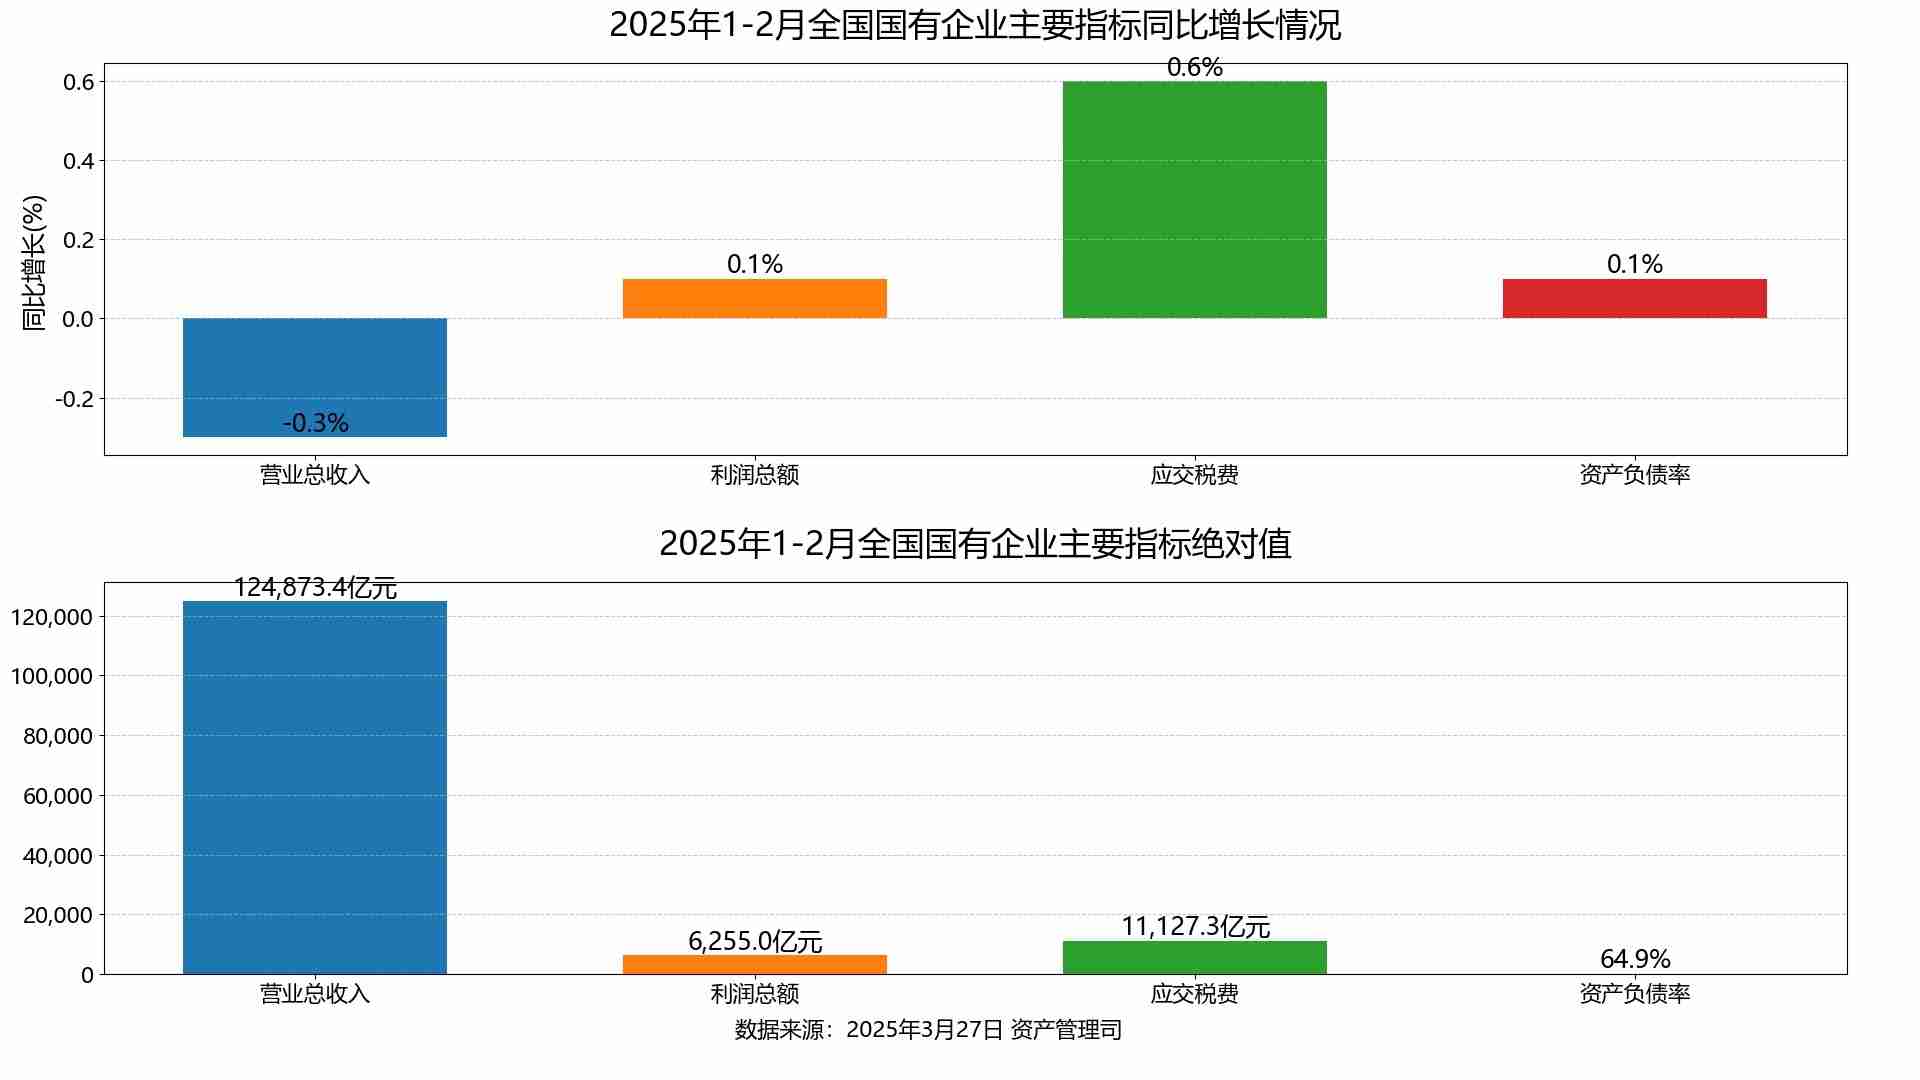 2025年1-2月全国国有企业主要指标同比增长情况
同比增长(%)
0.6
0.4
0.2
0.0
-0.2
-0.3%
0.1%
0.6%
0.1%
营业总收入
利润总额
应交税费
资产负债率
2025年1-2月全国国有企业主要指标绝对值
120,000
100,000
80,000
60,000
40,000
20,000
0
124,873.4亿元
6,255.0亿元
11,127.3亿元
64.9%
营业总收入
利润总额
应交税费
资产负债率
数据来源：2025年3月27日 资产管理司